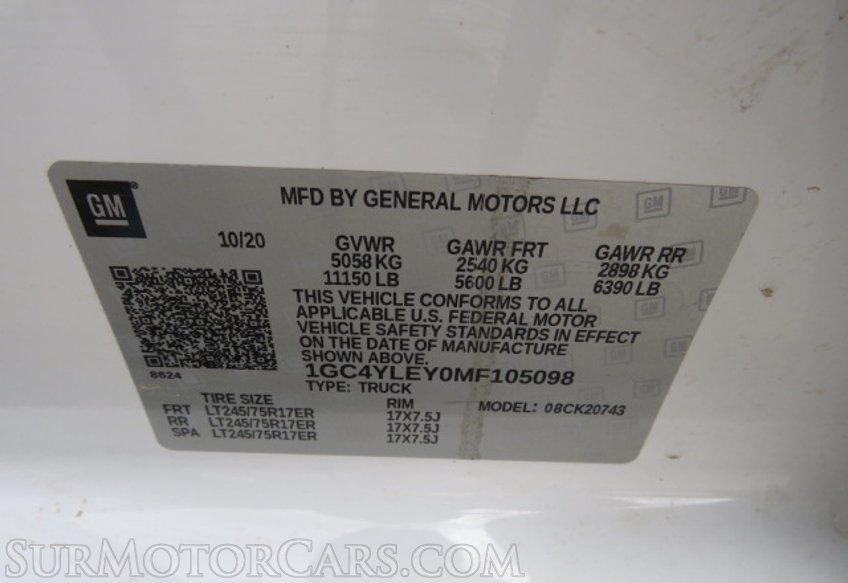 GM
MFD BY GENERAL MOTORS LLC
10/20 GVWR GAWR FRT GAWR RR
5058 KG 2540 KG 2898 KG
11150 LB 5600 LB 6390 LB
THIS VEHICLE CONFORMS TO ALL
APPLICABLE U.S. FEDERAL MOTOR
VEHICLE SAFETY STANDARDS IN EFFECT
ON THE DATE OF MANUFACTURE
SHOWN ABOVE.
8624
1GC4YLEY0MF105098
TYPE: TRUCK
TIRE SIZE RIM MODEL: 08CK20743
FRT LT245/75R17ER 17X7.5J
RR LT245/75R17ER 17X7.5J
SPA LT245/75R17ER 17X7.5J
SurMotorCars.com